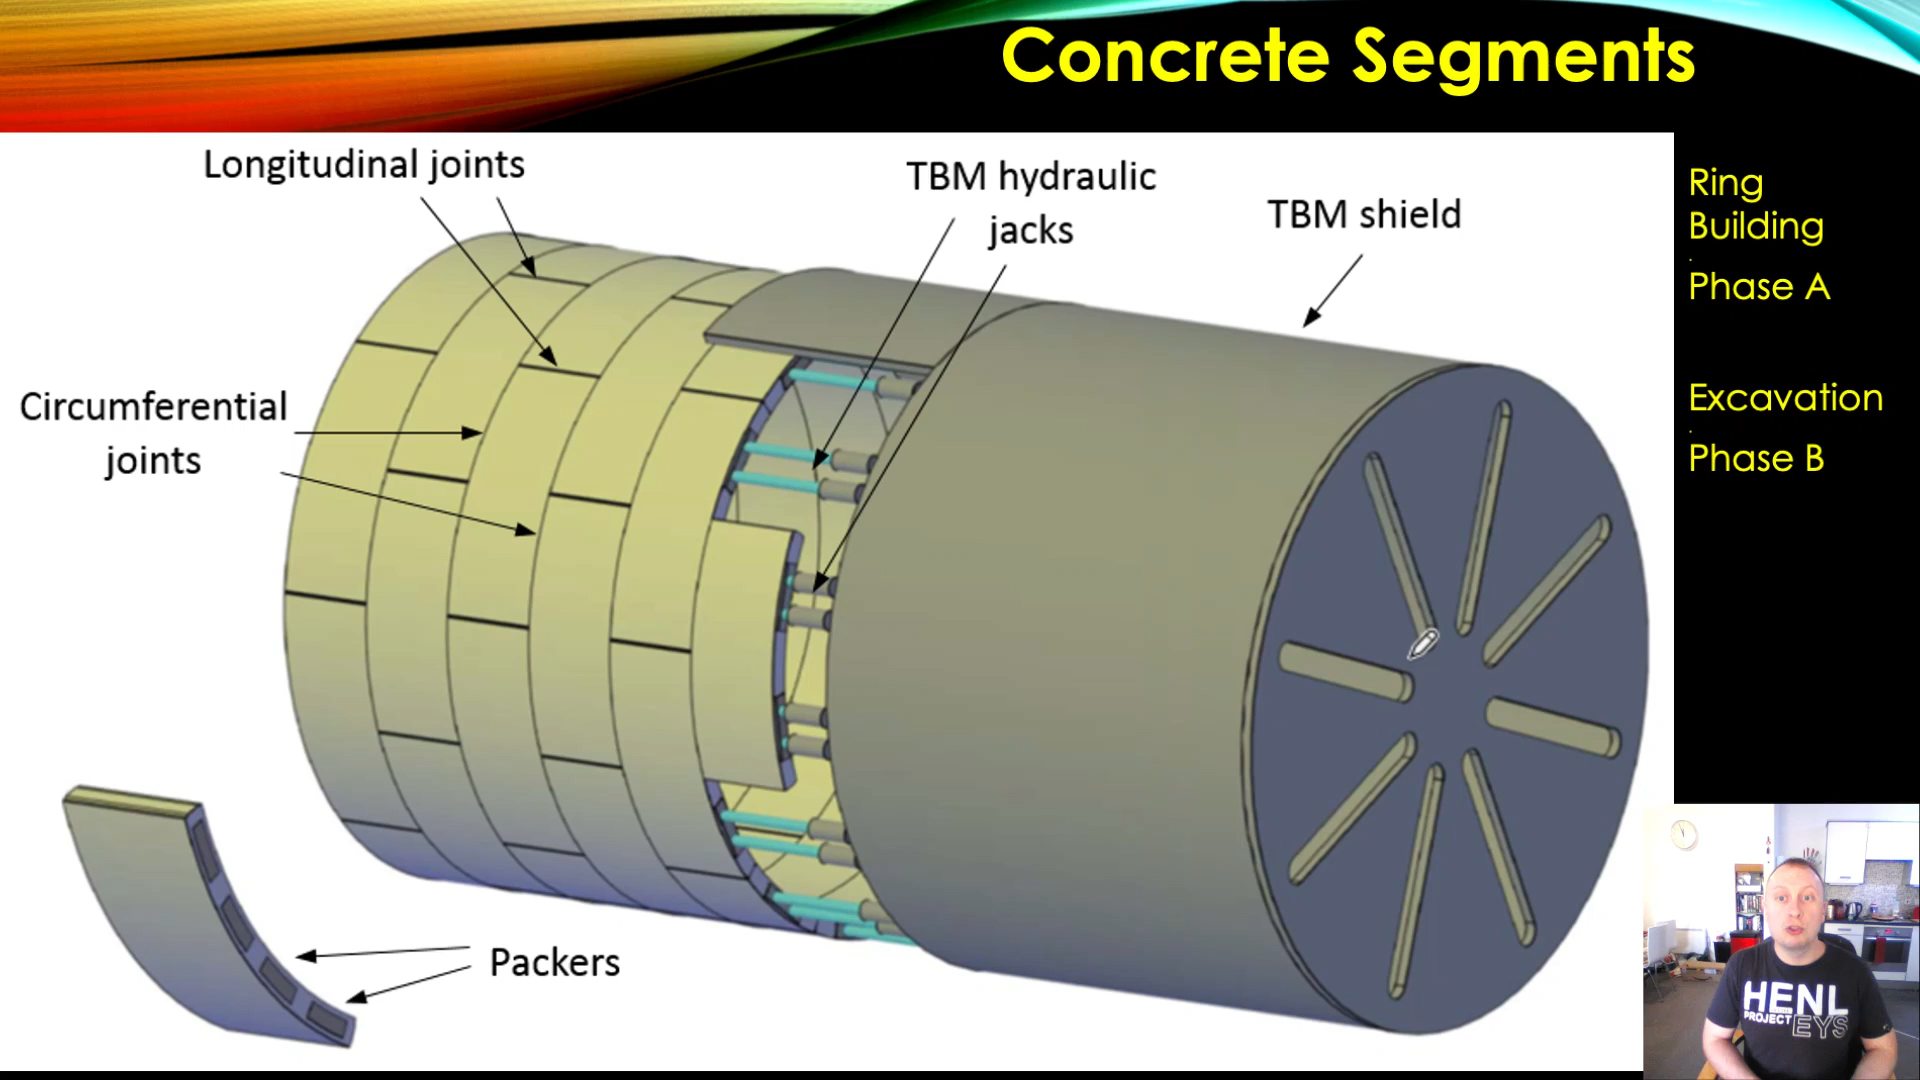 Concrete Segments
Longitudinal joints
TBM hydraulic
jacks
TBM shield
Circumferential
joints
Packers
Ring
Building
.
Phase A
Excavation
.
Phase B
HENL
PROJECT
EYS